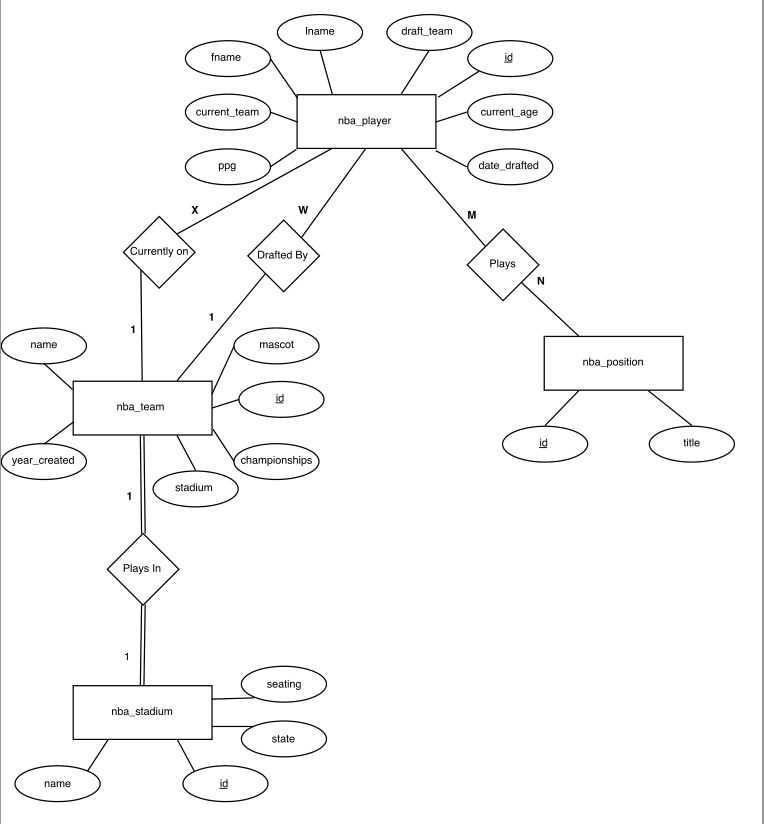 lname
draft_team
fname
id
current_team
nba_player
current_age
ppg
date_drafted
X
W
M
Currently on
Drafted By
Plays
N
1
1
name
mascot
nba_position
id
nba_team
id
title
year_created
championships
stadium
1
Plays In
1
seating
nba_stadium
state
name
id